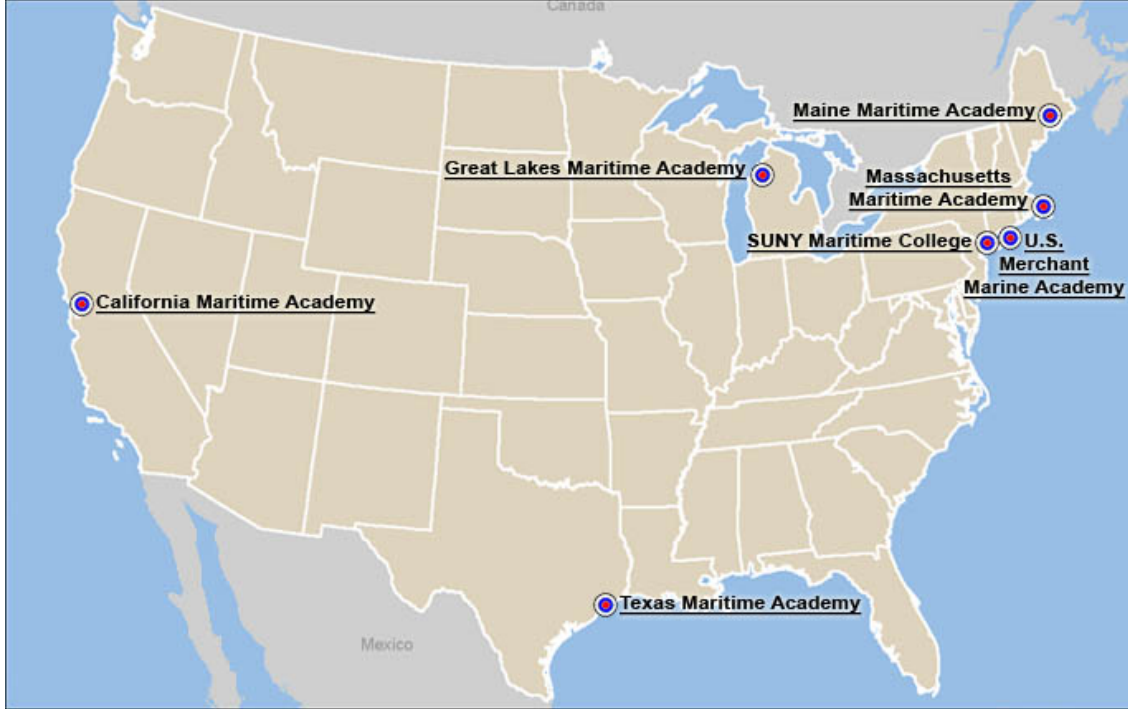 Canada
Maine Maritime Academy
Great Lakes Maritime Academy
Massachusetts
Maritime Academy
SUNY Maritime College
U.S.
Merchant
Marine Academy
California Maritime Academy
Texas Maritime Academy
Mexico